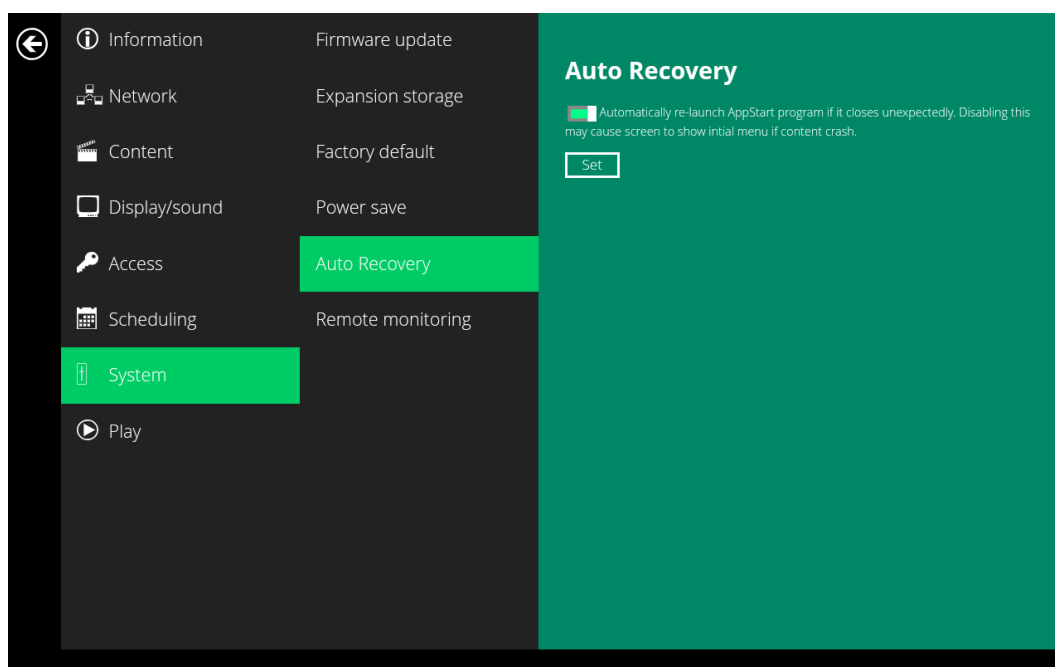 Information
Network
Content
Display/sound
Access
Scheduling
System
Play
Firmware update
Expansion storage
Factory default
Power save
Auto Recovery
Remote monitoring
Auto Recovery
Automatically re-launch AppStart program if it closes unexpectedly. Disabling this
may cause screen to show intial menu if content crash.
Set